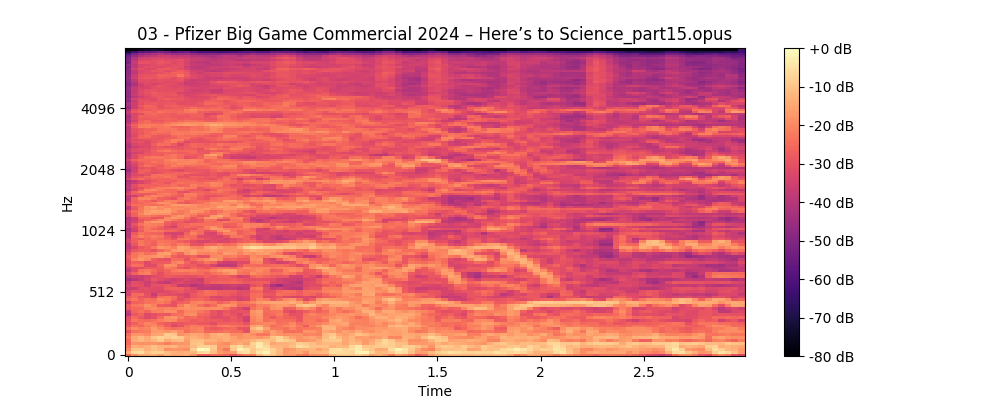 03 - Pfizer Big Game Commercial 2024 – Here’s to Science_part15.opus
Hz
4096
2048
1024
512
0
0
0.5
1
1.5
2
2.5
Time
+0 dB
-10 dB
-20 dB
-30 dB
-40 dB
-50 dB
-60 dB
-70 dB
-80 dB